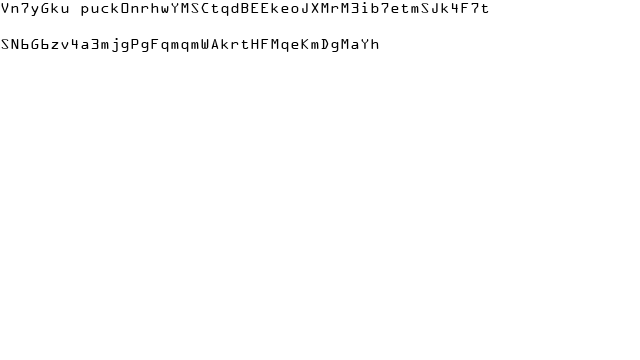 Vn7yGku puckOnrhwYMSCtqdBEEkeoJXMrM3ib7etmSJk4F7t
SN6G6zv4a3mjgPgFqmqmWAkrtHFMqeKmDgMaYh